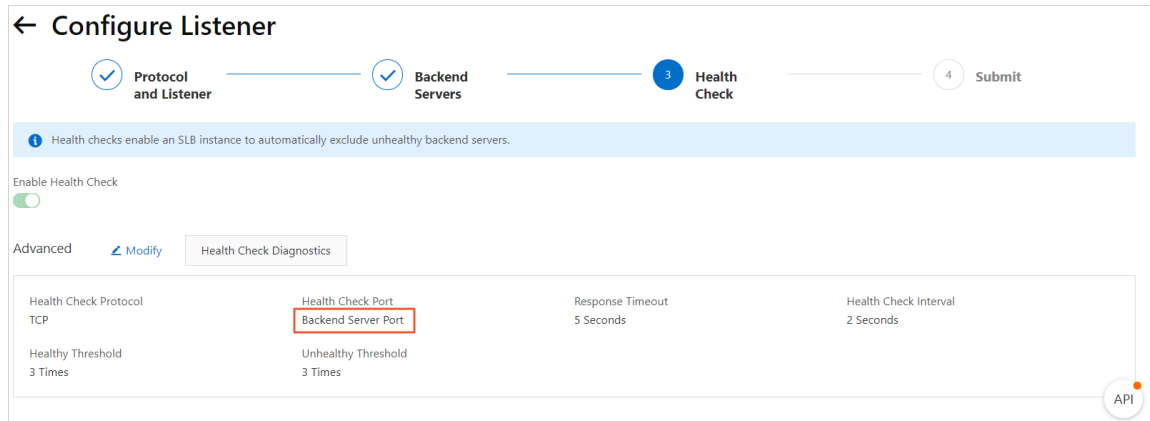 ← Configure Listener
Protocol
and Listener
Backend
Servers
3
Health
Check
4
Submit
Health checks enable an SLB instance to automatically exclude unhealthy backend servers.
Enable Health Check
Advanced
Modify
Health Check Diagnostics
Health Check Protocol
TCP
Health Check Port
Backend Server Port
Response Timeout
5 Seconds
Health Check Interval
2 Seconds
Healthy Threshold
3 Times
Unhealthy Threshold
3 Times
API